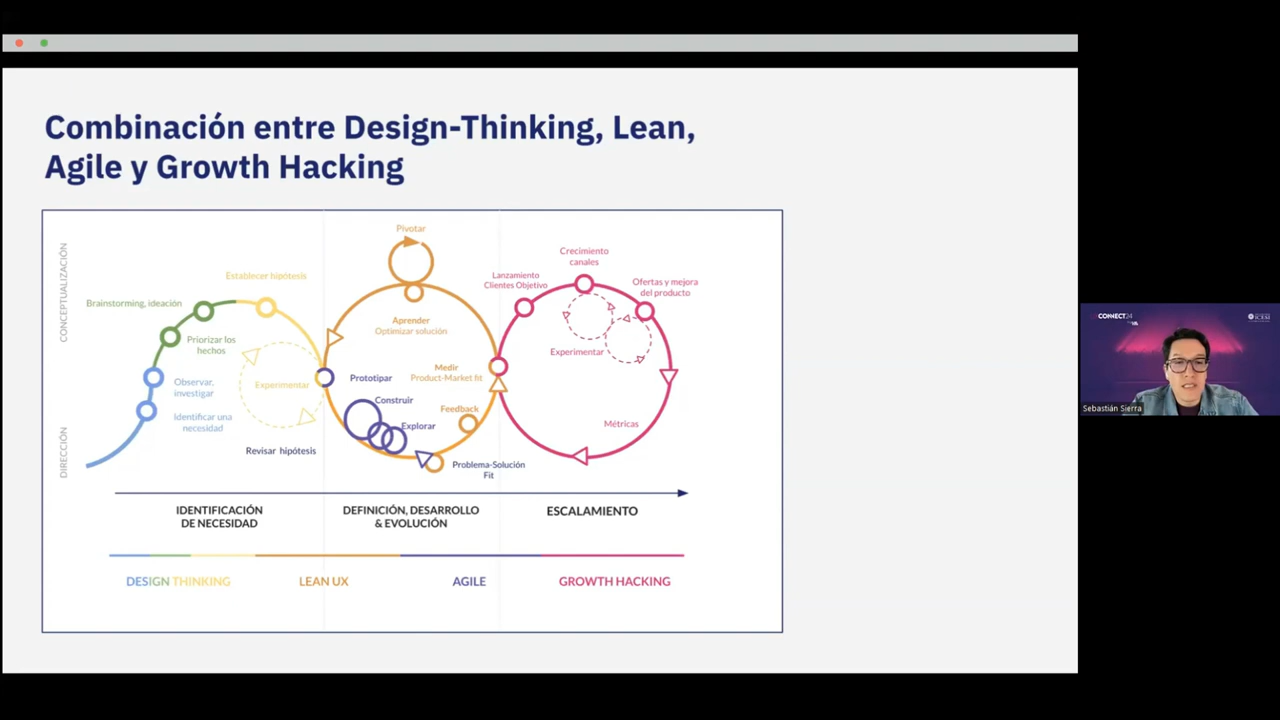 Combinación entre Design-Thinking, Lean,
Agile y Growth Hacking
CONCEPTUALIZACIÓN
DIRECCIÓN
Brainstorming, ideación
Establecer hipótesis
Priorizar los
hechos
Observar,
investigar
Identificar una
necesidad
Experimentar
Revisar hipótesis
Pivotar
Aprender
Optimizar solución
Medir
Product-Market fit
Prototipar
Construir
Explorar
Feedback
Problema-Solución
Fit
Lanzamiento
Clientes Objetivo
Crecimiento
canales
Ofertas y mejora
del producto
Experimentar
Métricas
IDENTIFICACIÓN
DE NECESIDAD
DEFINICIÓN, DESARROLLO
& EVOLUCIÓN
ESCALAMIENTO
DESIGN THINKING
LEAN UX
AGILE
GROWTH HACKING
CONNECT24
Sebastián Sierra